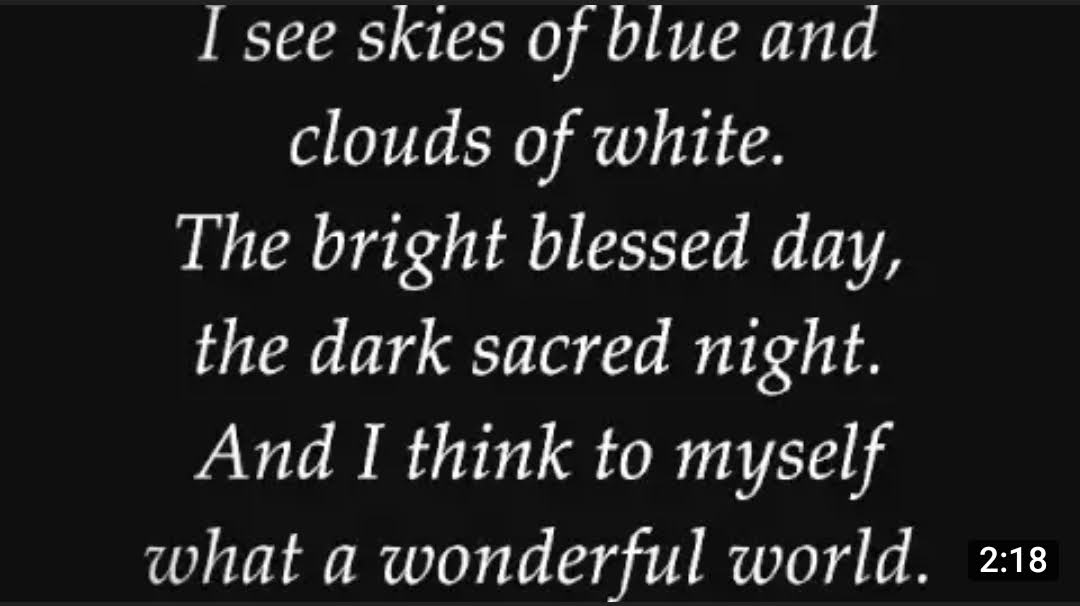 I see skies of blue and
clouds of white.
The bright blessed day,
the dark sacred night.
And I think to myself
what a wonderful world.
2:18